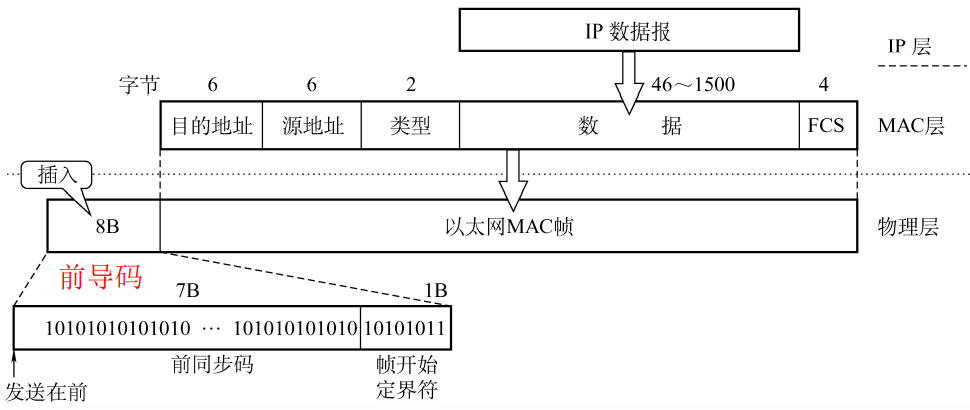 IP 数据报
IP 层
字节 6 6 2 46～1500 4
目的地址 源地址 类型 数 据 FCS MAC层
插入
8B 以太网MAC帧 物理层
前导码
7B 1B
10101010101010 ··· 101010101010 10101011
前同步码 帧开始
定界符
发送在前